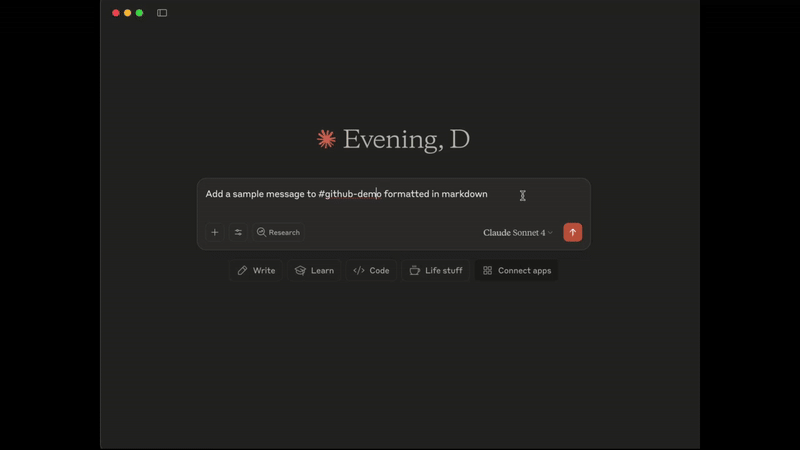 Evening, D
Add a sample message to #github-demo formatted in markdown
Research
Claude Sonnet 4
Write
Learn
Code
Life stuff
Connect apps